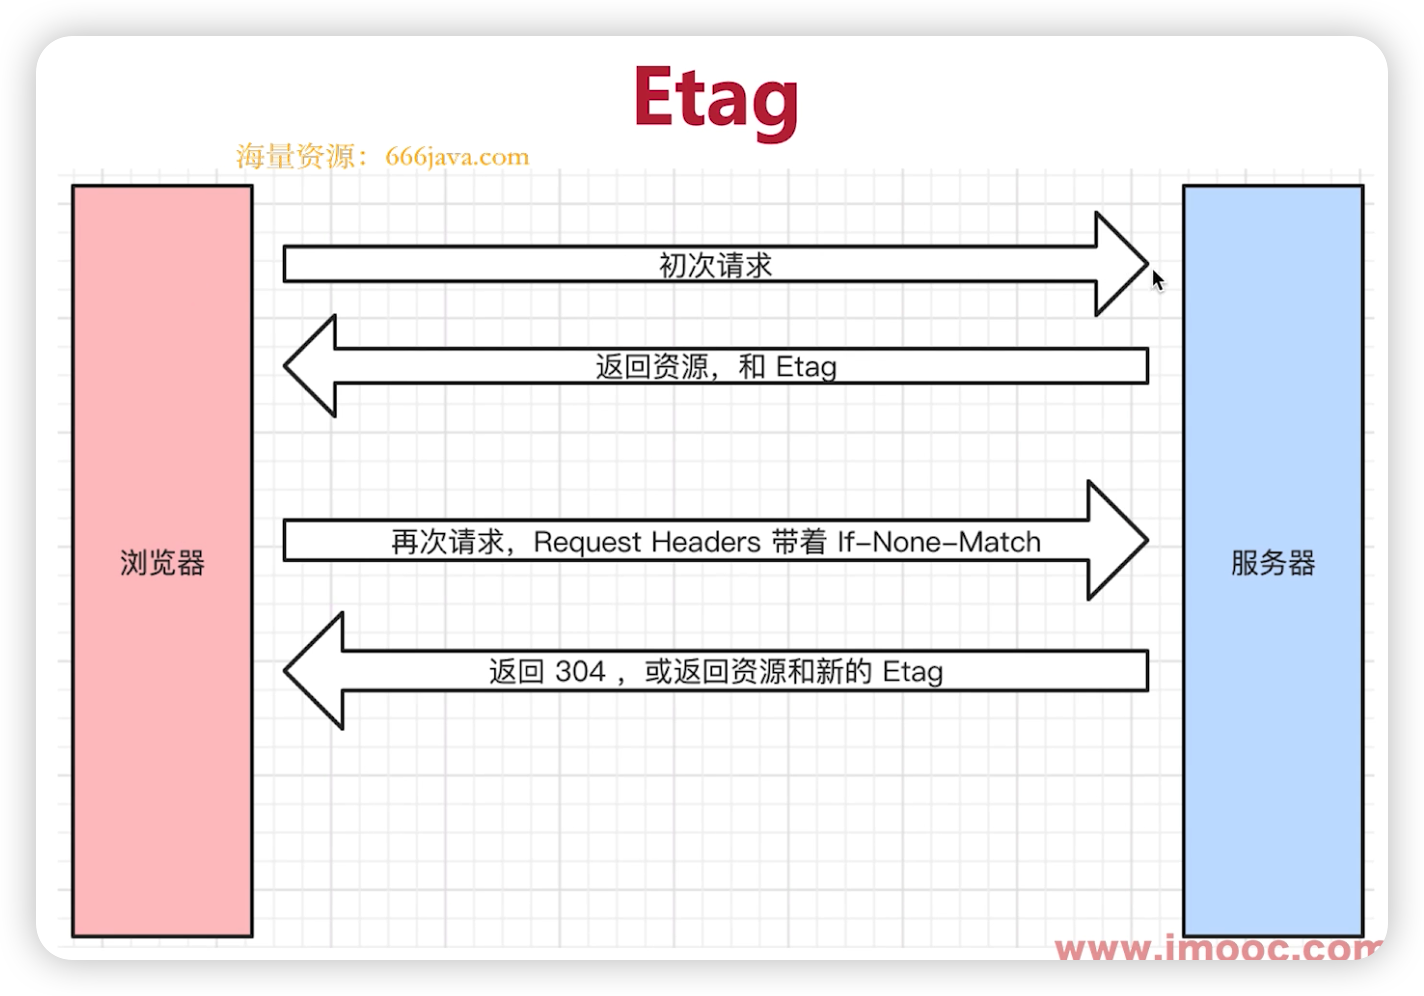 Etag
海量资源：666java.com
初次请求
返回资源，和 Etag
再次请求，Request Headers 带着 If-None-Match
浏览器
服务器
返回 304 ，或返回资源和新的 Etag
www.imooc.com